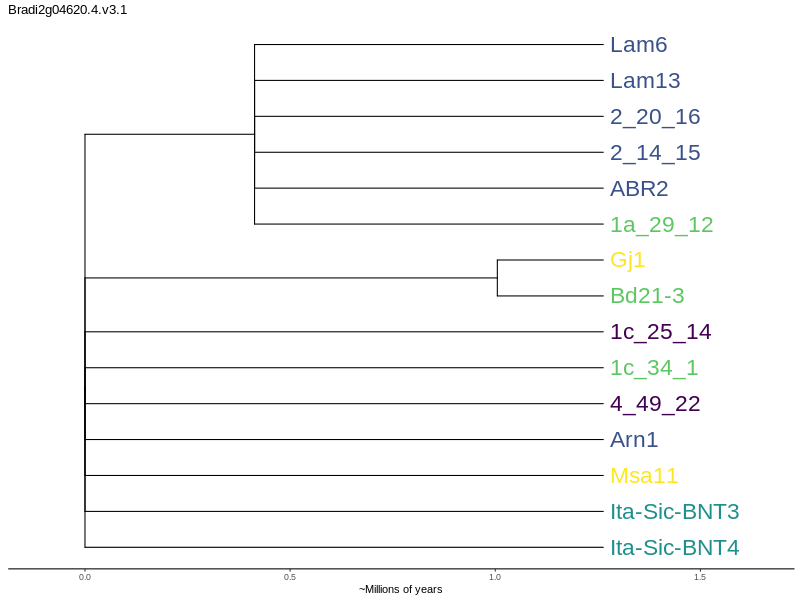 Bradi2g04620.4.v3.1
Lam6
Lam13
2_20_16
2_14_15
ABR2
1a_29_12
Gj1
Bd21-3
1c_25_14
1c_34_1
4_49_22
Arn1
Msa11
Ita-Sic-BNT3
Ita-Sic-BNT4
0.0 0.5 1.0 1.5
~Millions of years